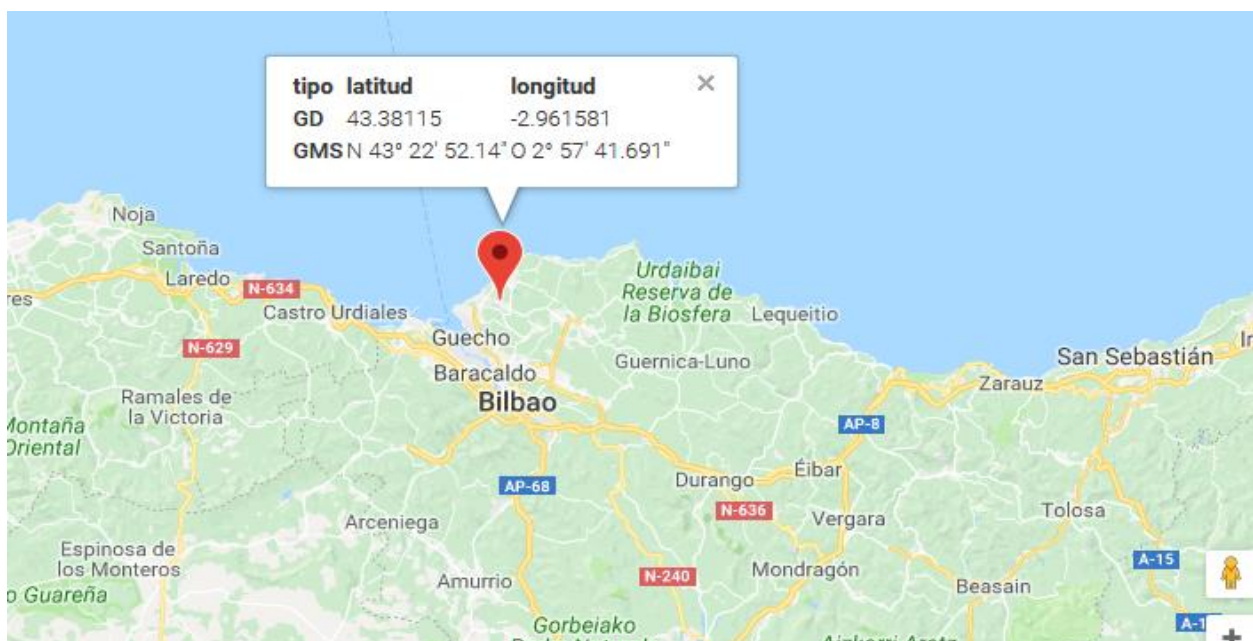 tipo latitud longitud ×
GD 43.38115 -2.961581
GMS N 43° 22' 52.14" O 2° 57' 41.691"
Noja
Santoña
Laredo
N-634
res
Castro Urdiales
N-629
Guecho
Urdaibai
Reserva de
la Biosfera
Lequeitio
Guernica-Luno
San Sebastián
Ir
Zarauz
Baracaldo
Bilbao
Ramales de
la Victoria
Montaña
Oriental
AP-8
Éibar
Durango
AP-68
N-636
Vergara
Tolosa
Arceniega
Espinosa de
los Monteros
o Guareña
Amurrio
N-240
Mondragón
Beasain
A-15
Gorbeiako
A-1
+